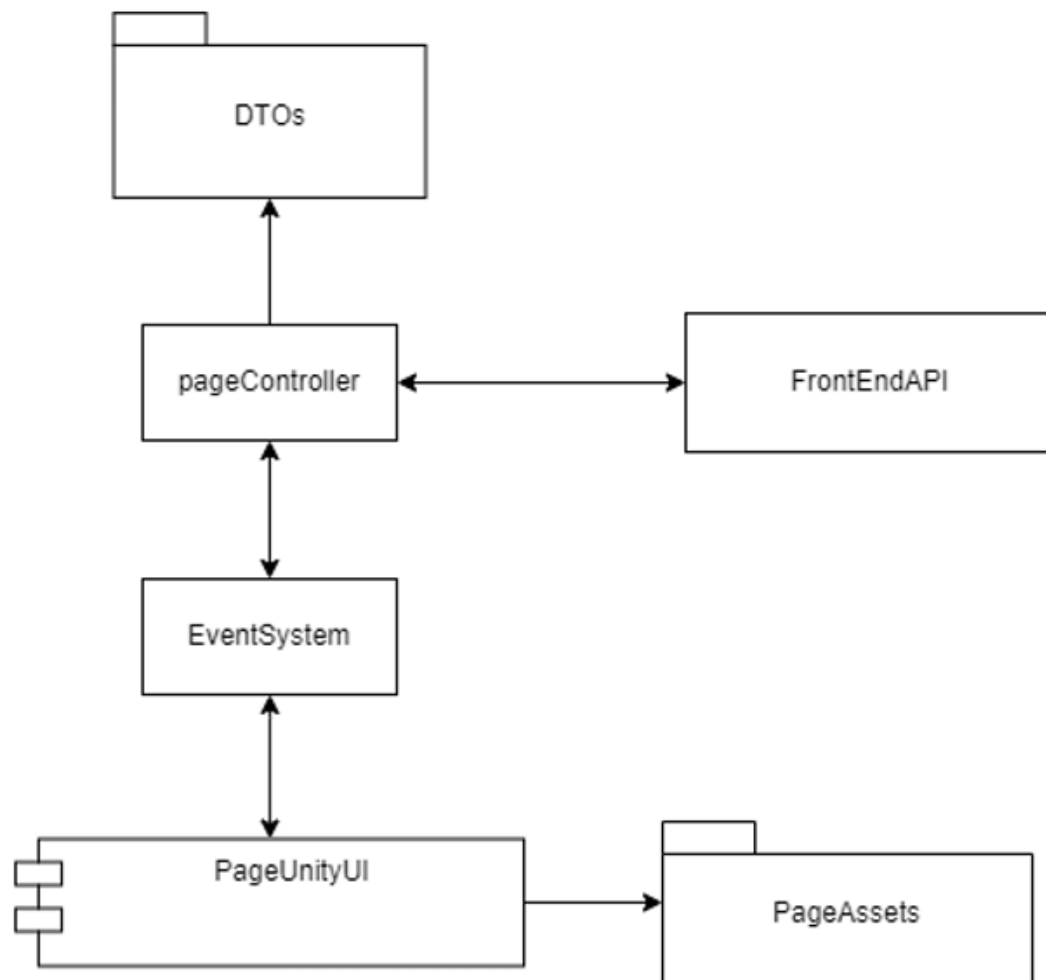 DTOs
pageController
FrontEndAPI
EventSystem
PageUnityUI
PageAssets